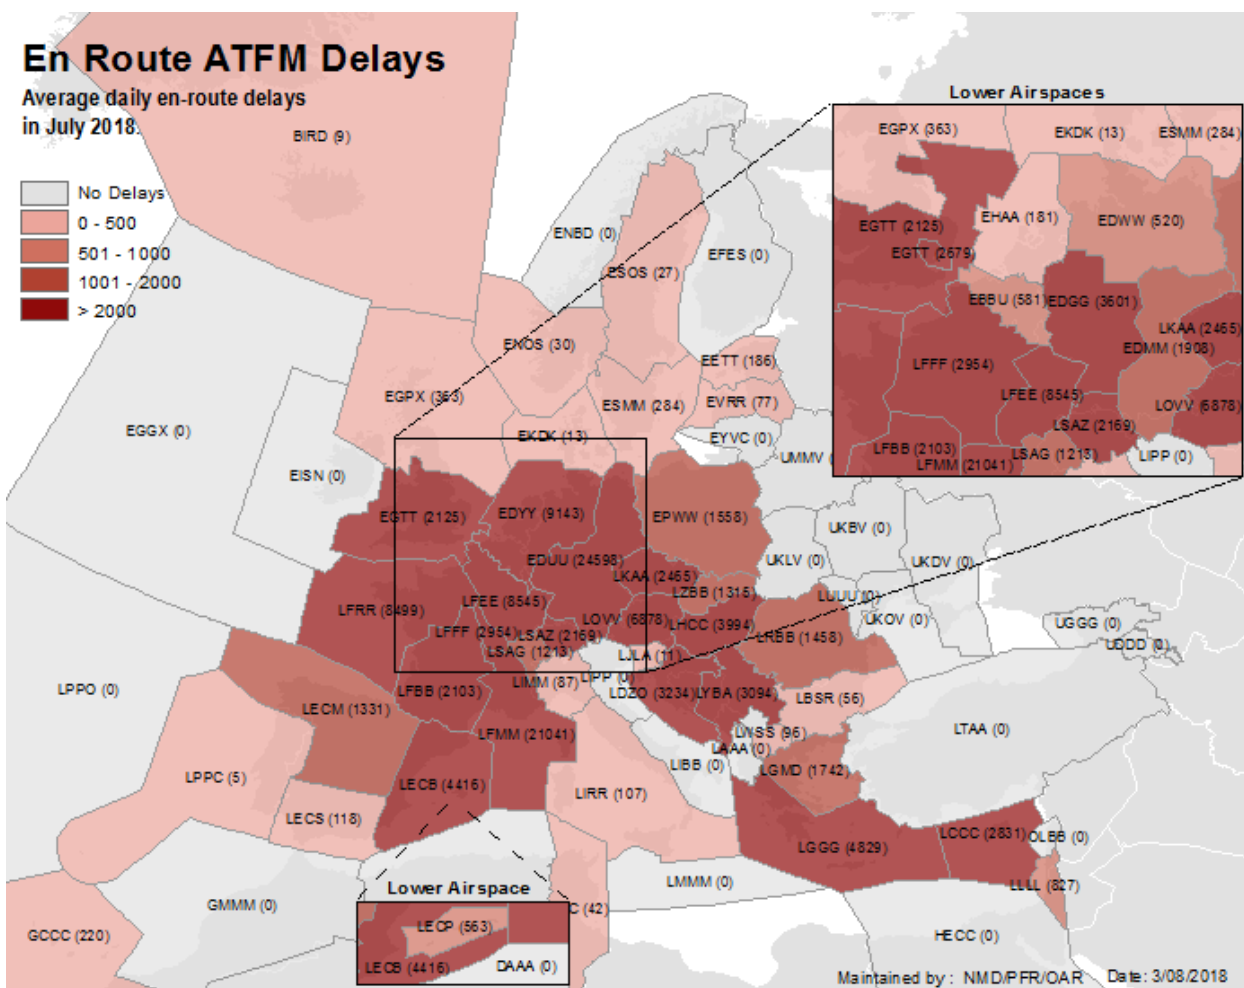 En Route ATFM Delays
Average daily en-route delays
in July 2018.
No Delays
0 - 500
501 - 1000
1001 - 2000
> 2000
Lower Airspaces
EGPX (363)
EKDK (13)
ESMM (284)
EGTT (2125)
EHAA (181)
EDWW (520)
EGTT (2679)
EBBU (581)
EDGG (3601)
LKAA (2465)
EDMM (1908)
LFFF (2954)
LFEE (8545)
LOVV (6878)
LSAZ (2169)
LFBB (2103)
LSAG (1213)
LIPP (0)
LFMM (21041)
BIRD (9)
ENBD (0)
EFES (0)
ESOS (27)
ENOS (30)
EETT (186)
EGPX (363)
ESMM (284)
EVRR (77)
EGGX (0)
EKDK (13)
EYVC (0)
UMMV (
EISN (0)
EGTT (2125)
EDYY (9143)
EPWW (1558)
UKBV (0)
UKLV (0)
UKDV (0)
EDUU (24598)
LKAA (2465)
LZBB (1315)
LUUU (0)
LFRR (8499)
LFEE (8545)
LOVV (6878)
LHCC (3994)
LRBB (1458)
UKOV (0)
UGGG (0)
LFFF (2954)
LSAZ (2169)
UDDD (0)
LSAG (1213)
LJLA (11)
LPPO (0)
LIMM (87)
LIPP (0)
LFBB (2103)
LDZO (3234)
LYBA (3094)
LBSR (56)
LECM (1331)
LFMM (21041)
LWSS (96)
LTAA (0)
LAAA (0)
LIBB (0)
LPPC (5)
LECB (4416)
LGMD (1742)
LIRR (107)
LECS (118)
LGGG (4829)
LCCC (2831)
OLBB (0)
LMMM (0)
LLLL (827)
Lower Airspace
GMMM (0)
C (42)
LECP (563)
GCCC (220)
LECB (4416)
DAAA (0)
HECC (0)
Maintained by : NMD/PFR/OAR Date: 3/08/2018